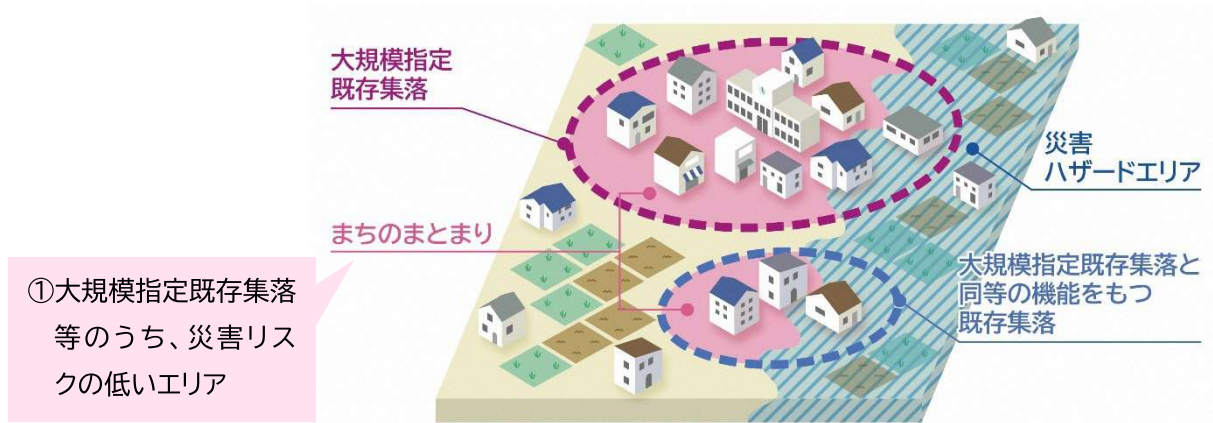 大規模指定
既存集落
災害
ハザードエリア
まちのまとまり
大規模指定既存集落と
同等の機能をもつ
既存集落
①大規模指定既存集落
等のうち、災害リス
クの低いエリア